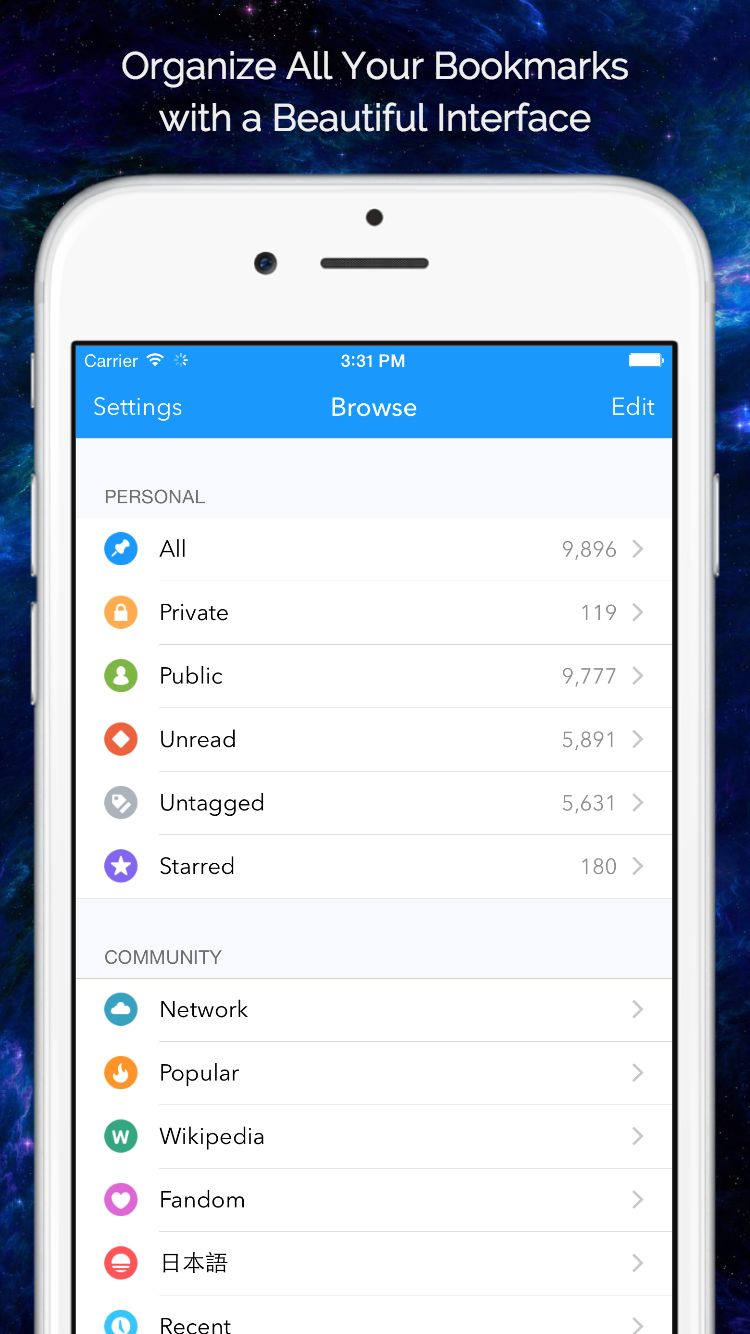 Organize All Your Bookmarks
with a Beautiful Interface
Carrier 3:31 PM
Settings Browse Edit
PERSONAL
All 9,896
Private 119
Public 9,777
Unread 5,891
Untagged 5,631
Starred 180
COMMUNITY
Network
Popular
W Wikipedia
Fandom
日本語
Recent